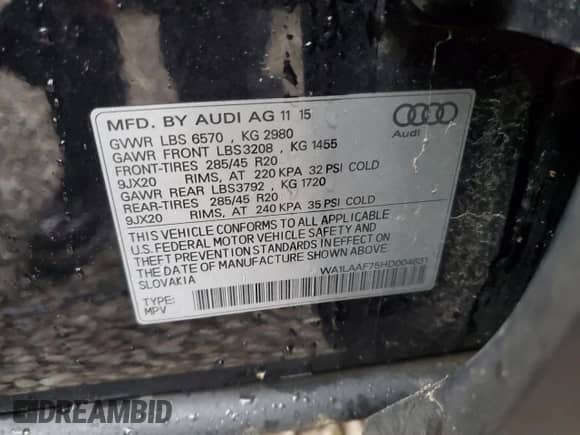 MFD. BY AUDI AG 11 15
Audi
GVWR LBS 6570 , KG 2980
GAWR FRONT LBS3208 , KG 1455
FRONT-TIRES 285/45 R20
9JX20 RIMS, AT 220 KPA 32 PSI COLD
GAWR REAR LBS3792 , KG 1720
REAR-TIRES 285/45 R20
9JX20 RIMS, AT 240 KPA 35 PSI COLD
THIS VEHICLE CONFORMS TO ALL APPLICABLE
U.S. FEDERAL MOTOR VEHICLE SAFETY AND
THEFT PREVENTION STANDARDS IN EFFECT ON
THE DATE OF MANUFACTURE SHOWN ABOVE.
SLOVAKIA
TYPE:
MPV
DREAMBID